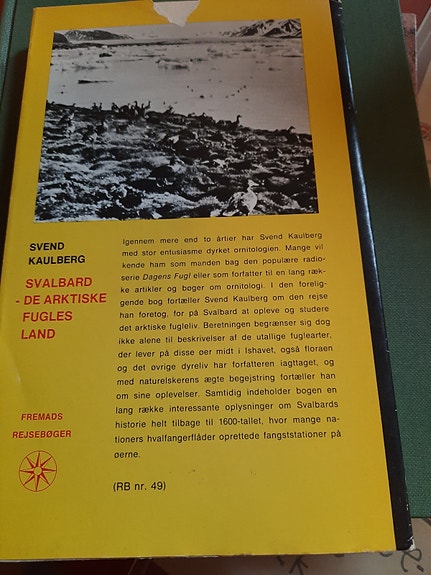 SVEND
KAULBERG
SVALBARD
- DE ARKTISKE
FUGLES
LAND
Igennem mere end to årtier har Svend Kaulberg
med stor entusiasme dyrket ornitologien. Mange vil
kende ham som manden bag den populære radio-
serie Dagens Fugl eller som forfatter til en lang ræk-
ke artikler og bøger om ornitologi. I den forelig-
gende bog fortæller Svend Kaulberg om den rejse
han foretog, for på Svalbard at opleve og studere
det arktiske fugleliv. Beretningen begrænser sig dog
ikke alene til beskrivelser af de utallige fuglearter,
der lever på disse øer midt i Ishavet, også floraen
og det øvrige dyreliv har forfatteren iagttaget, og
med naturelskerens ægte begejstring fortæller han
om sine oplevelser. Samtidig indeholder bogen en
lang række interessante oplysninger om Svalbards
historie helt tilbage til 1600-tallet, hvor mange na-
tioners hvalfangerflåder oprettede fangststationer på
øerne.
(RB nr. 49)
FREMADS
REJSEBØGER